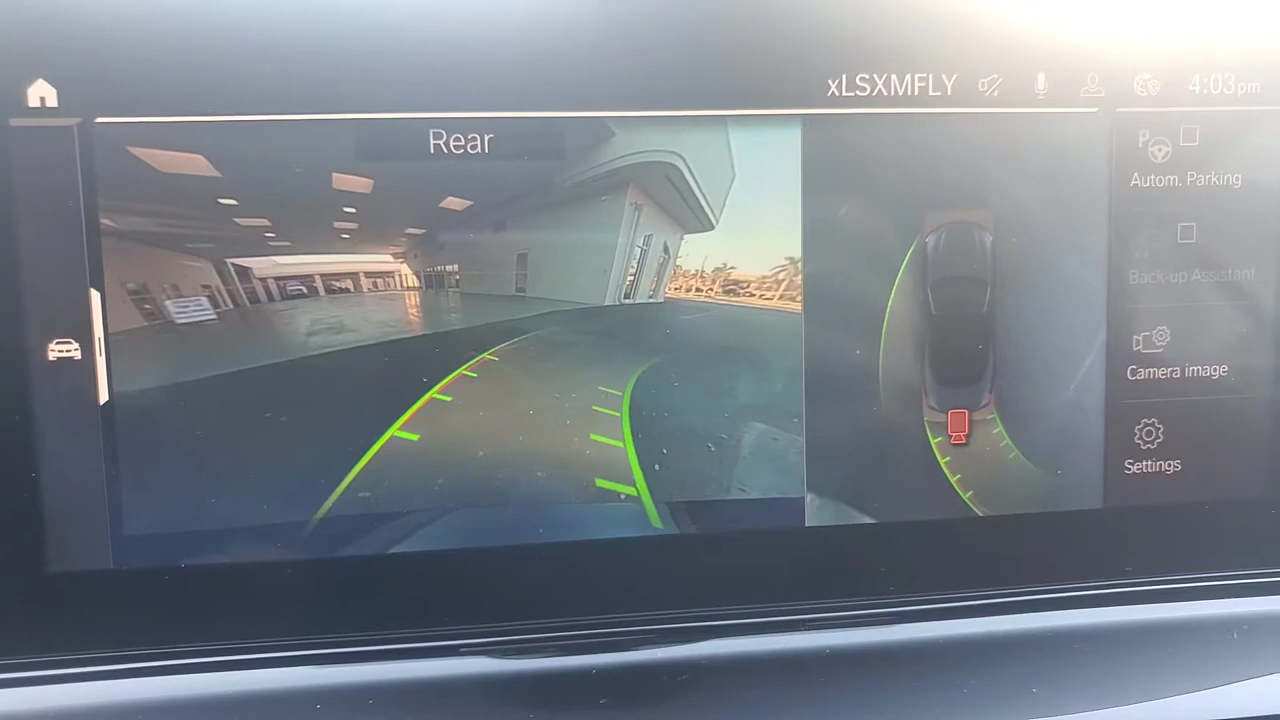 xLSXMFLY 4:03pm
Rear
P
Autom. Parking
Back-up Assistant
Camera image
Settings